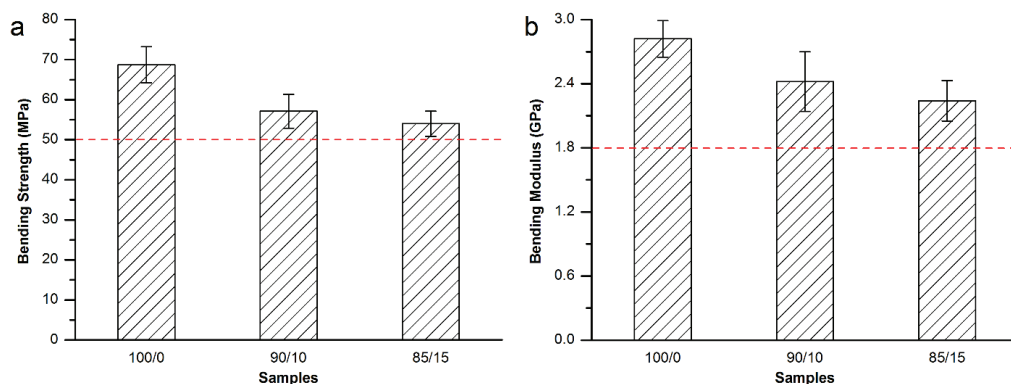 a
Bending Strength (MPa)
80
70
60
50
40
30
20
10
0
100/0 90/10 85/15
Samples
b
Bending Modulus (GPa)
3.0
2.4
1.8
1.2
0.6
0.0
100/0 90/10 85/15
Samples